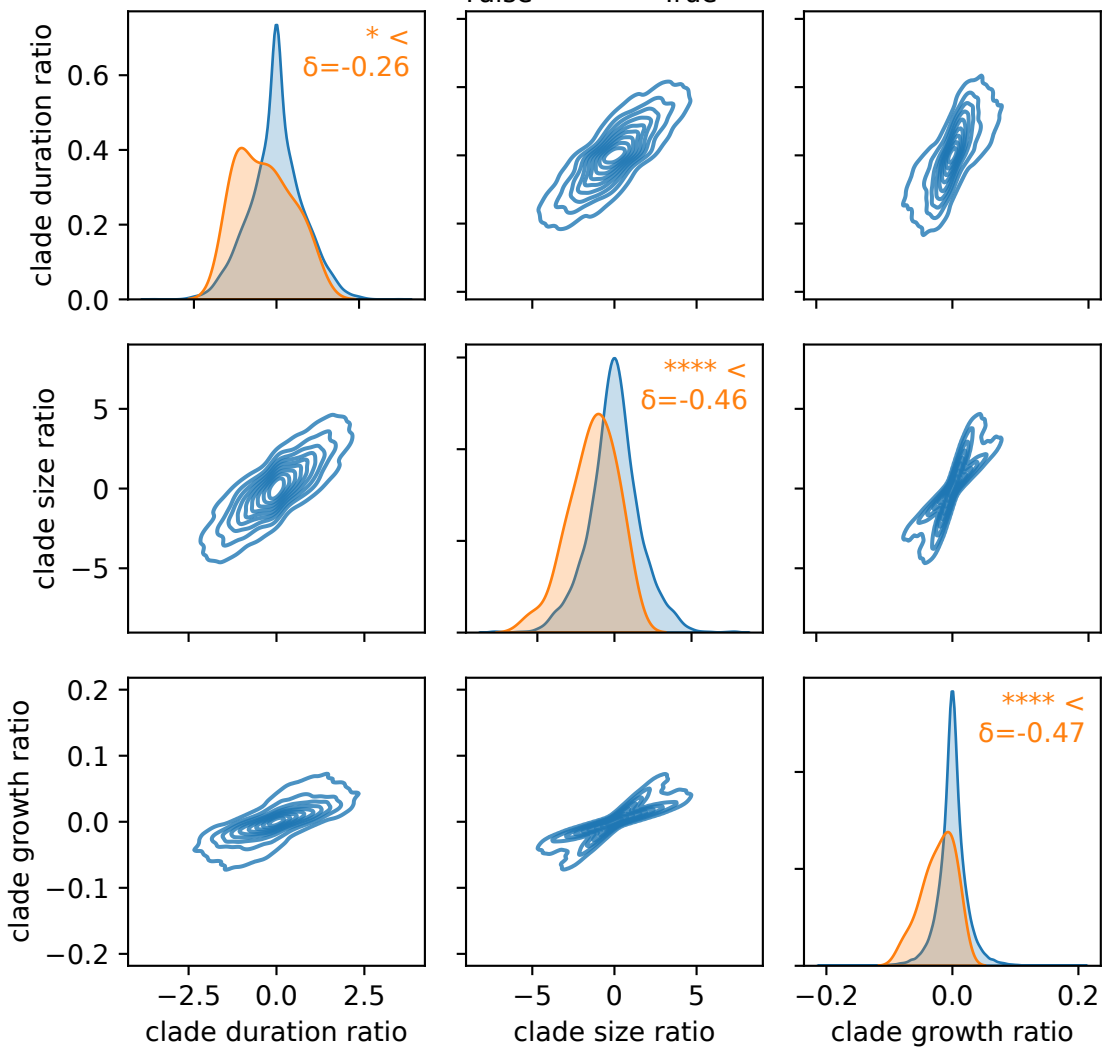 clade duration ratio
0.6
0.4
0.2
0.0
* <
δ=-0.26
clade size ratio
5
0
−5
**** <
δ=-0.46
clade growth ratio
0.2
0.1
0.0
−0.1
−0.2
**** <
δ=-0.47
−2.5 0.0 2.5
−5 0 5
−0.2 0.0 0.2
clade duration ratio
clade size ratio
clade growth ratio